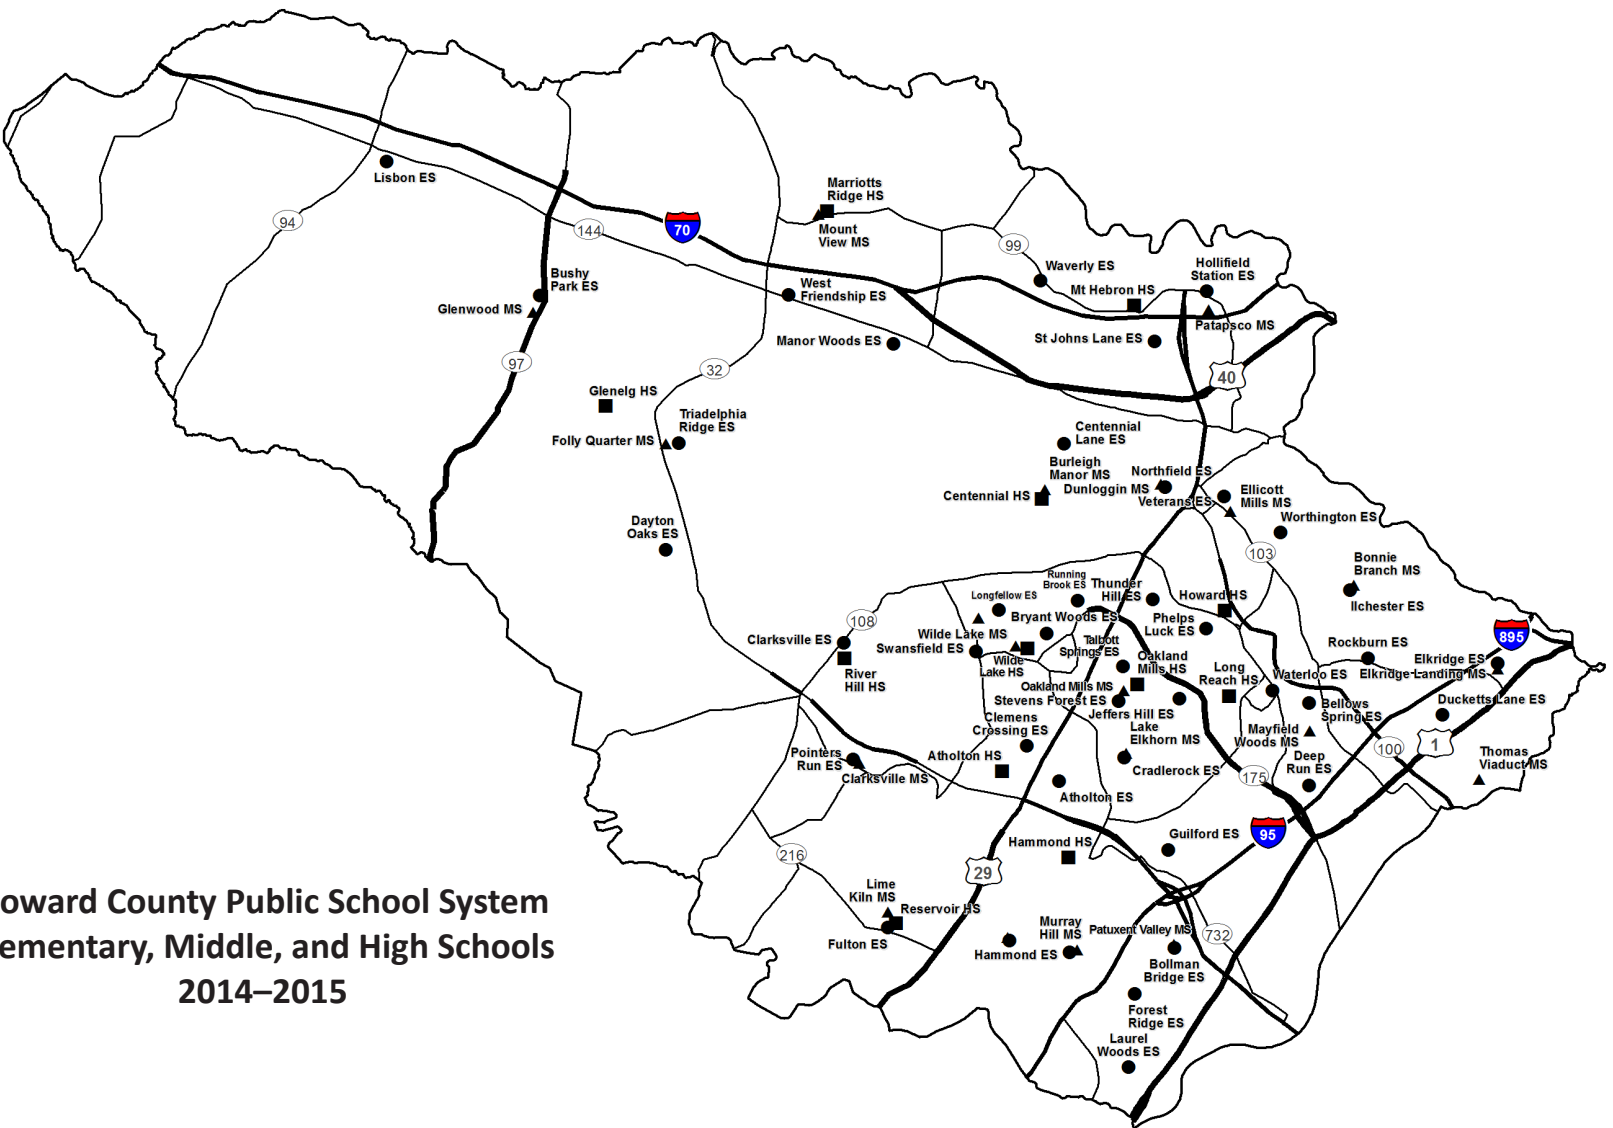 Lisbon ES
94
144
70
Marriotts
Ridge HS
Mount
View MS
99
Waverly ES
Hollifield
Station ES
Mt Hebron HS
Patapsco MS
St Johns Lane ES
Bushy
Park ES
Glenwood MS
West
Friendship ES
Manor Woods ES
97
32
40
Glenelg HS
Triadelphia
Ridge ES
Folly Quarter MS
Centennial
Lane ES
Burleigh
Manor MS
Centennial HS
Northfield ES
Dunloggin MS
Veterans ES
Ellicott
Mills MS
Worthington ES
Dayton
Oaks ES
103
Bonnie
Branch MS
Ilchester ES
Running
Brook ES
Thunder
Hill ES
Longfellow ES
Howard HS
Bryant Woods ES
Phelps
Luck ES
108
Clarksville ES
Wilde Lake MS
Swansfield ES
Talbott
Springs ES
895
River
Hill HS
Wilde
Lake HS
Oakland
Mills HS
Long
Reach HS
Rockburn ES
Elkridge ES
Elkridge Landing MS
Waterloo ES
Oakland Mills MS
Stevens Forest ES
Jeffers Hill ES
Bellows
Spring ES
Ducketts Lane ES
Clemens
Crossing ES
Lake
Elkhorn MS
Mayfield
Woods MS
100
1
Pointers
Run ES
Clarksville MS
Atholton HS
Cradlerock ES
Deep
Run ES
Thomas
Viaduct MS
175
Atholton ES
95
Guilford ES
Hammond HS
216
29
Lime
Kiln MS
Reservoir HS
Fulton ES
Murray
Hill MS
Hammond ES
Patuxent Valley MS
732
Bollman
Bridge ES
Forest
Ridge ES
Laurel
Woods ES
oward County Public School System
ementary, Middle, and High Schools
2014–2015